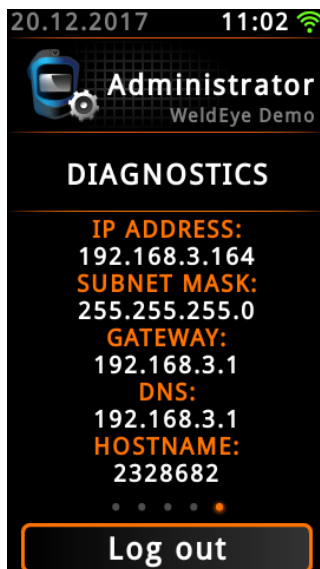 20.12.2017 11:02
Administrator
WeldEye Demo
DIAGNOSTICS
IP ADDRESS:
192.168.3.164
SUBNET MASK:
255.255.255.0
GATEWAY:
192.168.3.1
DNS:
192.168.3.1
HOSTNAME:
2328682
Log out